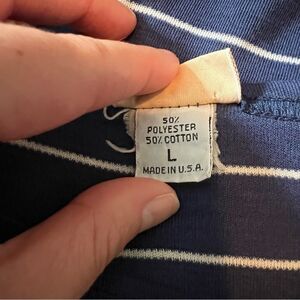 50%
POLYESTER
50% COTTON
L
MADE IN U.S.A.